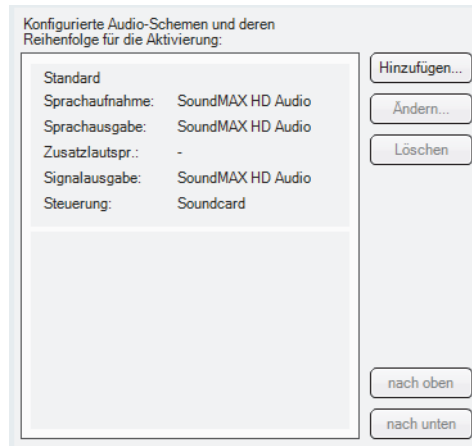 Konfigurierte Audio-Schemen und deren
Reihenfolge für die Aktivierung:
Standard
Sprachaufnahme: SoundMAX HD Audio
Sprachausgabe: SoundMAX HD Audio
Zusatzlautspr.: -
Signalausgabe: SoundMAX HD Audio
Steuerung: Soundcard
Hinzufügen...
Ändern...
Löschen
nach oben
nach unten